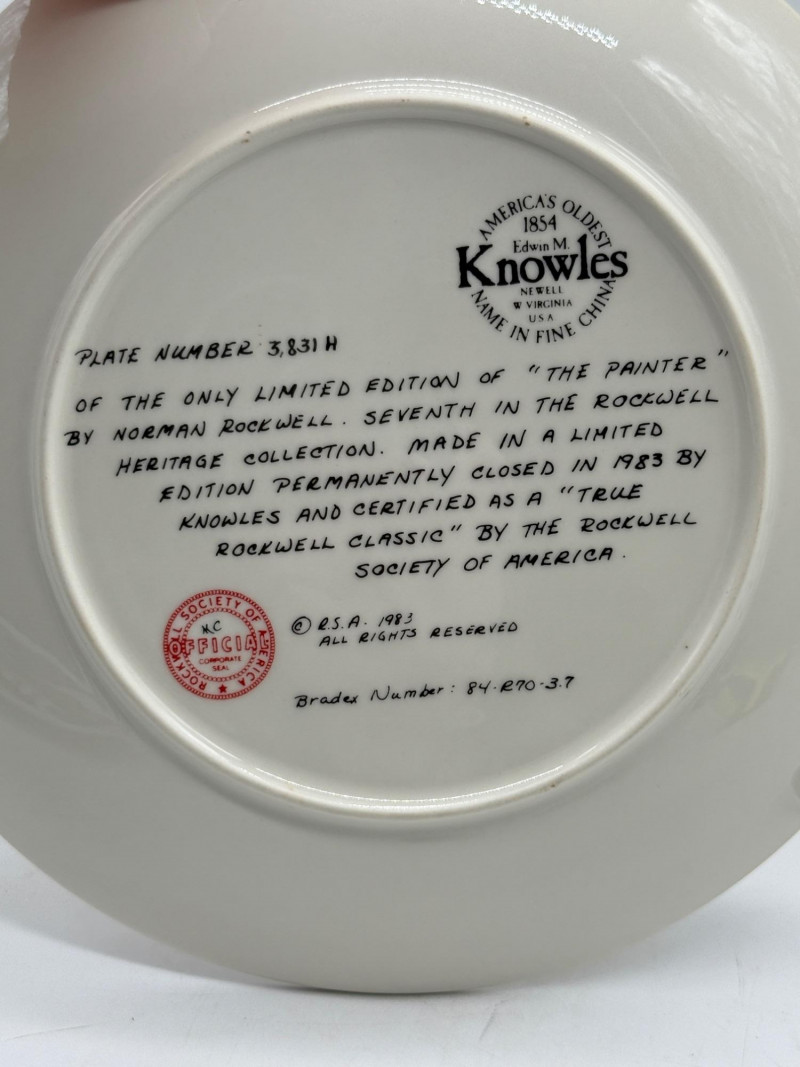 AMERICA'S OLDEST
1854
Edwin M.
Knowles
NEWELL
W VIRGINIA
USA
NAME IN FINE CHINA
PLATE NUMBER 3,831 H
OF THE ONLY LIMITED EDITION OF "THE PAINTER"
BY NORMAN ROCKWELL. SEVENTH IN THE ROCKWELL
HERITAGE COLLECTION. MADE IN A LIMITED
EDITION PERMANENTLY CLOSED IN 1983 BY
KNOWLES AND CERTIFIED AS A "TRUE
ROCKWELL CLASSIC" BY THE ROCKWELL
SOCIETY OF AMERICA.
ROCKWELL SOCIETY OF AMERICA
MC
OFFICIAL
CORPORATE
SEAL
© R.S.A. 1983
ALL RIGHTS RESERVED
Bradex Number: 84-R70-3.7